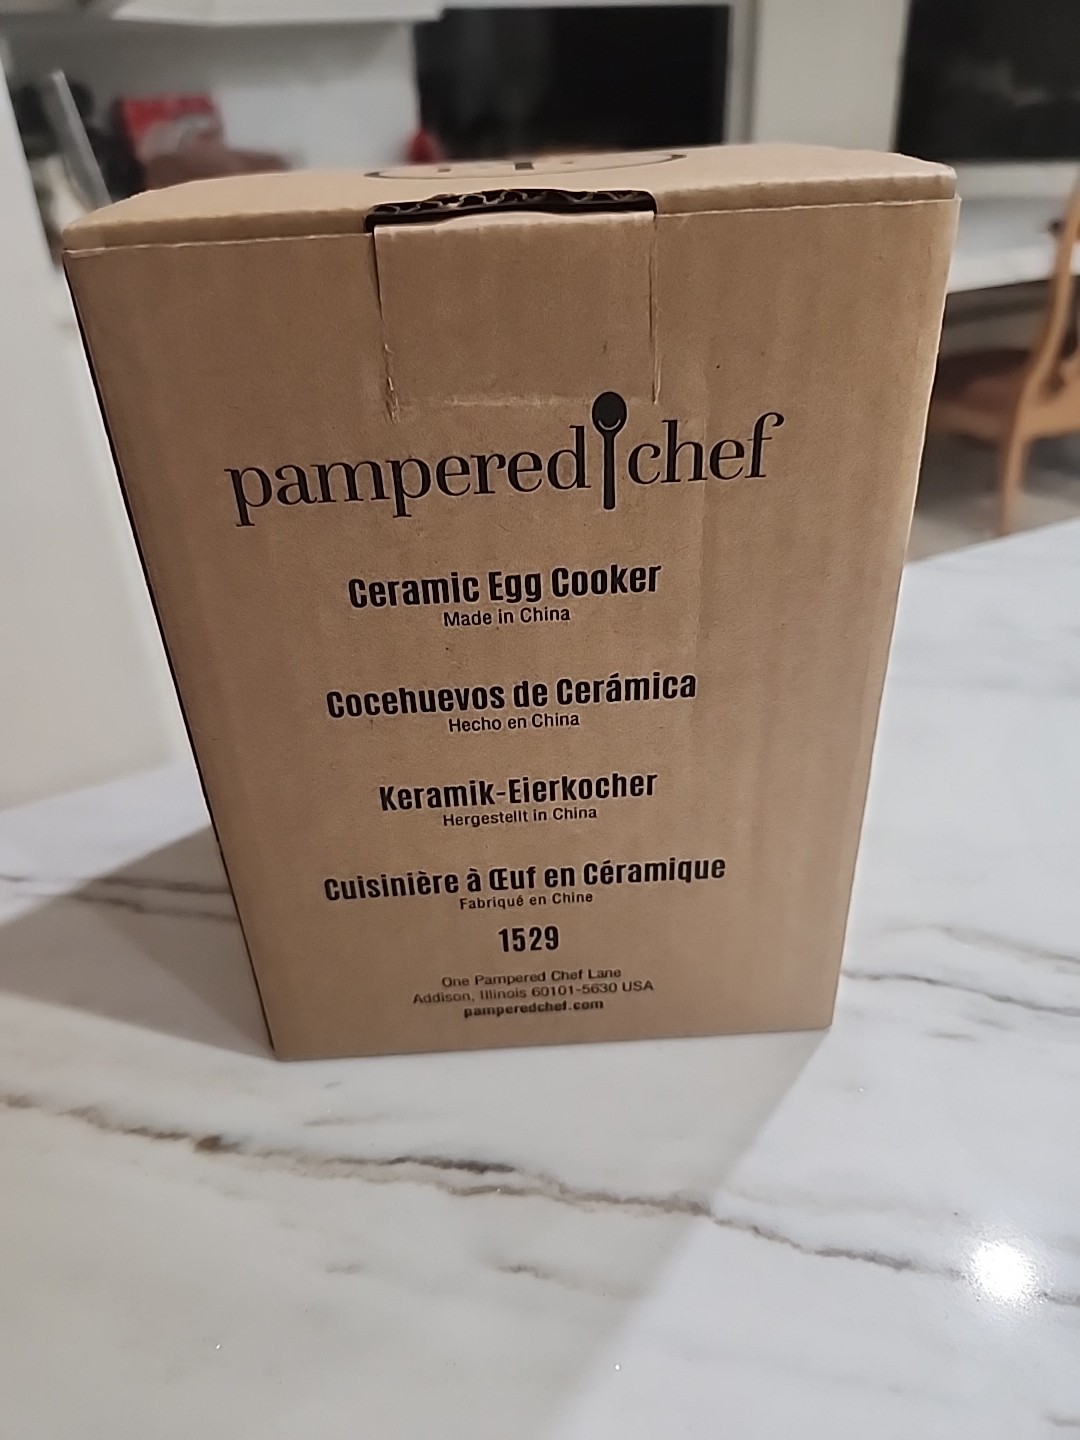 pampered chef
Ceramic Egg Cooker
Made in China
Cocehuevos de Cerámica
Hecho en China
Keramik-Eierkocher
Hergestellt in China
Cuisinière à Œuf en Céramique
Fabriqué en Chine
1529
One Pampered Chef Lane
Addison, Illinois 60101-5630 USA
pamperedchef.com